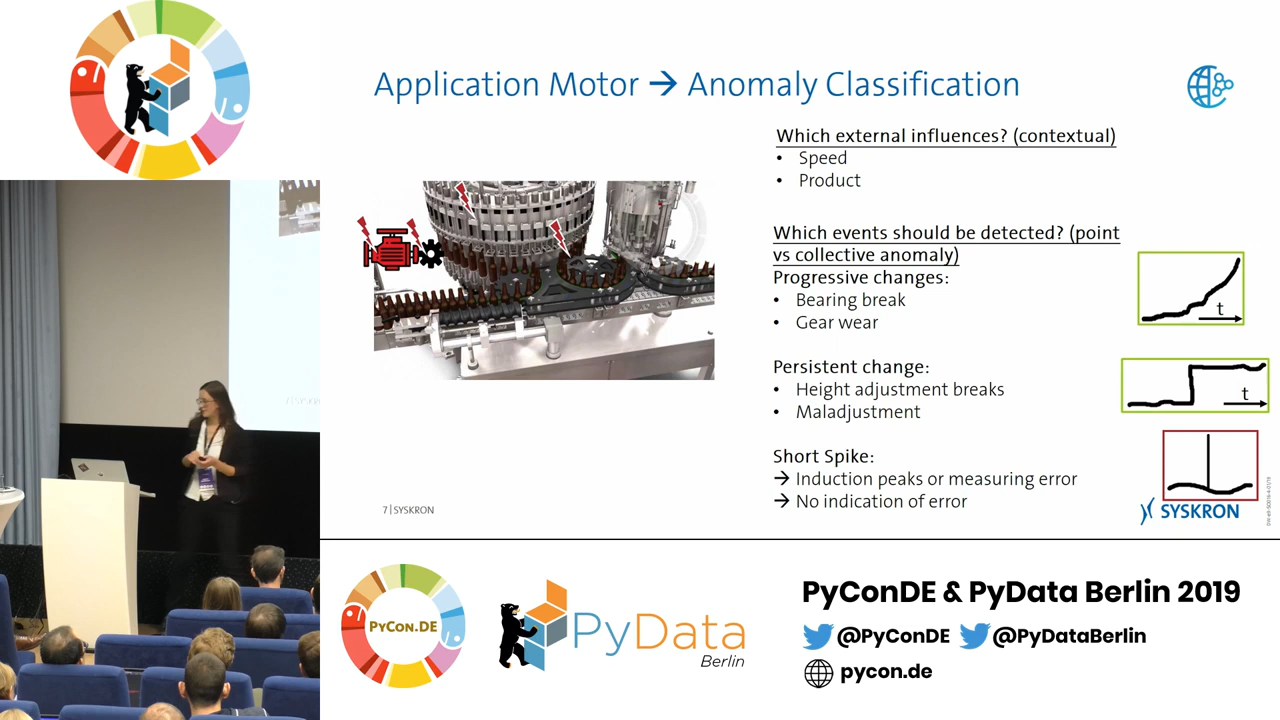 Application Motor → Anomaly Classification
Which external influences? (contextual)
• Speed
• Product
Which events should be detected? (point
vs collective anomaly)
Progressive changes:
• Bearing break
• Gear wear
t
Persistent change:
• Height adjustment breaks
• Maladjustment
t
Short Spike:
→ Induction peaks or measuring error
→ No indication of error
7 | SYSKRON
SYSKRON
PYCON.DE
PyData
Berlin
PyConDE & PyData Berlin 2019
@PyConDE @PyDataBerlin
pycon.de